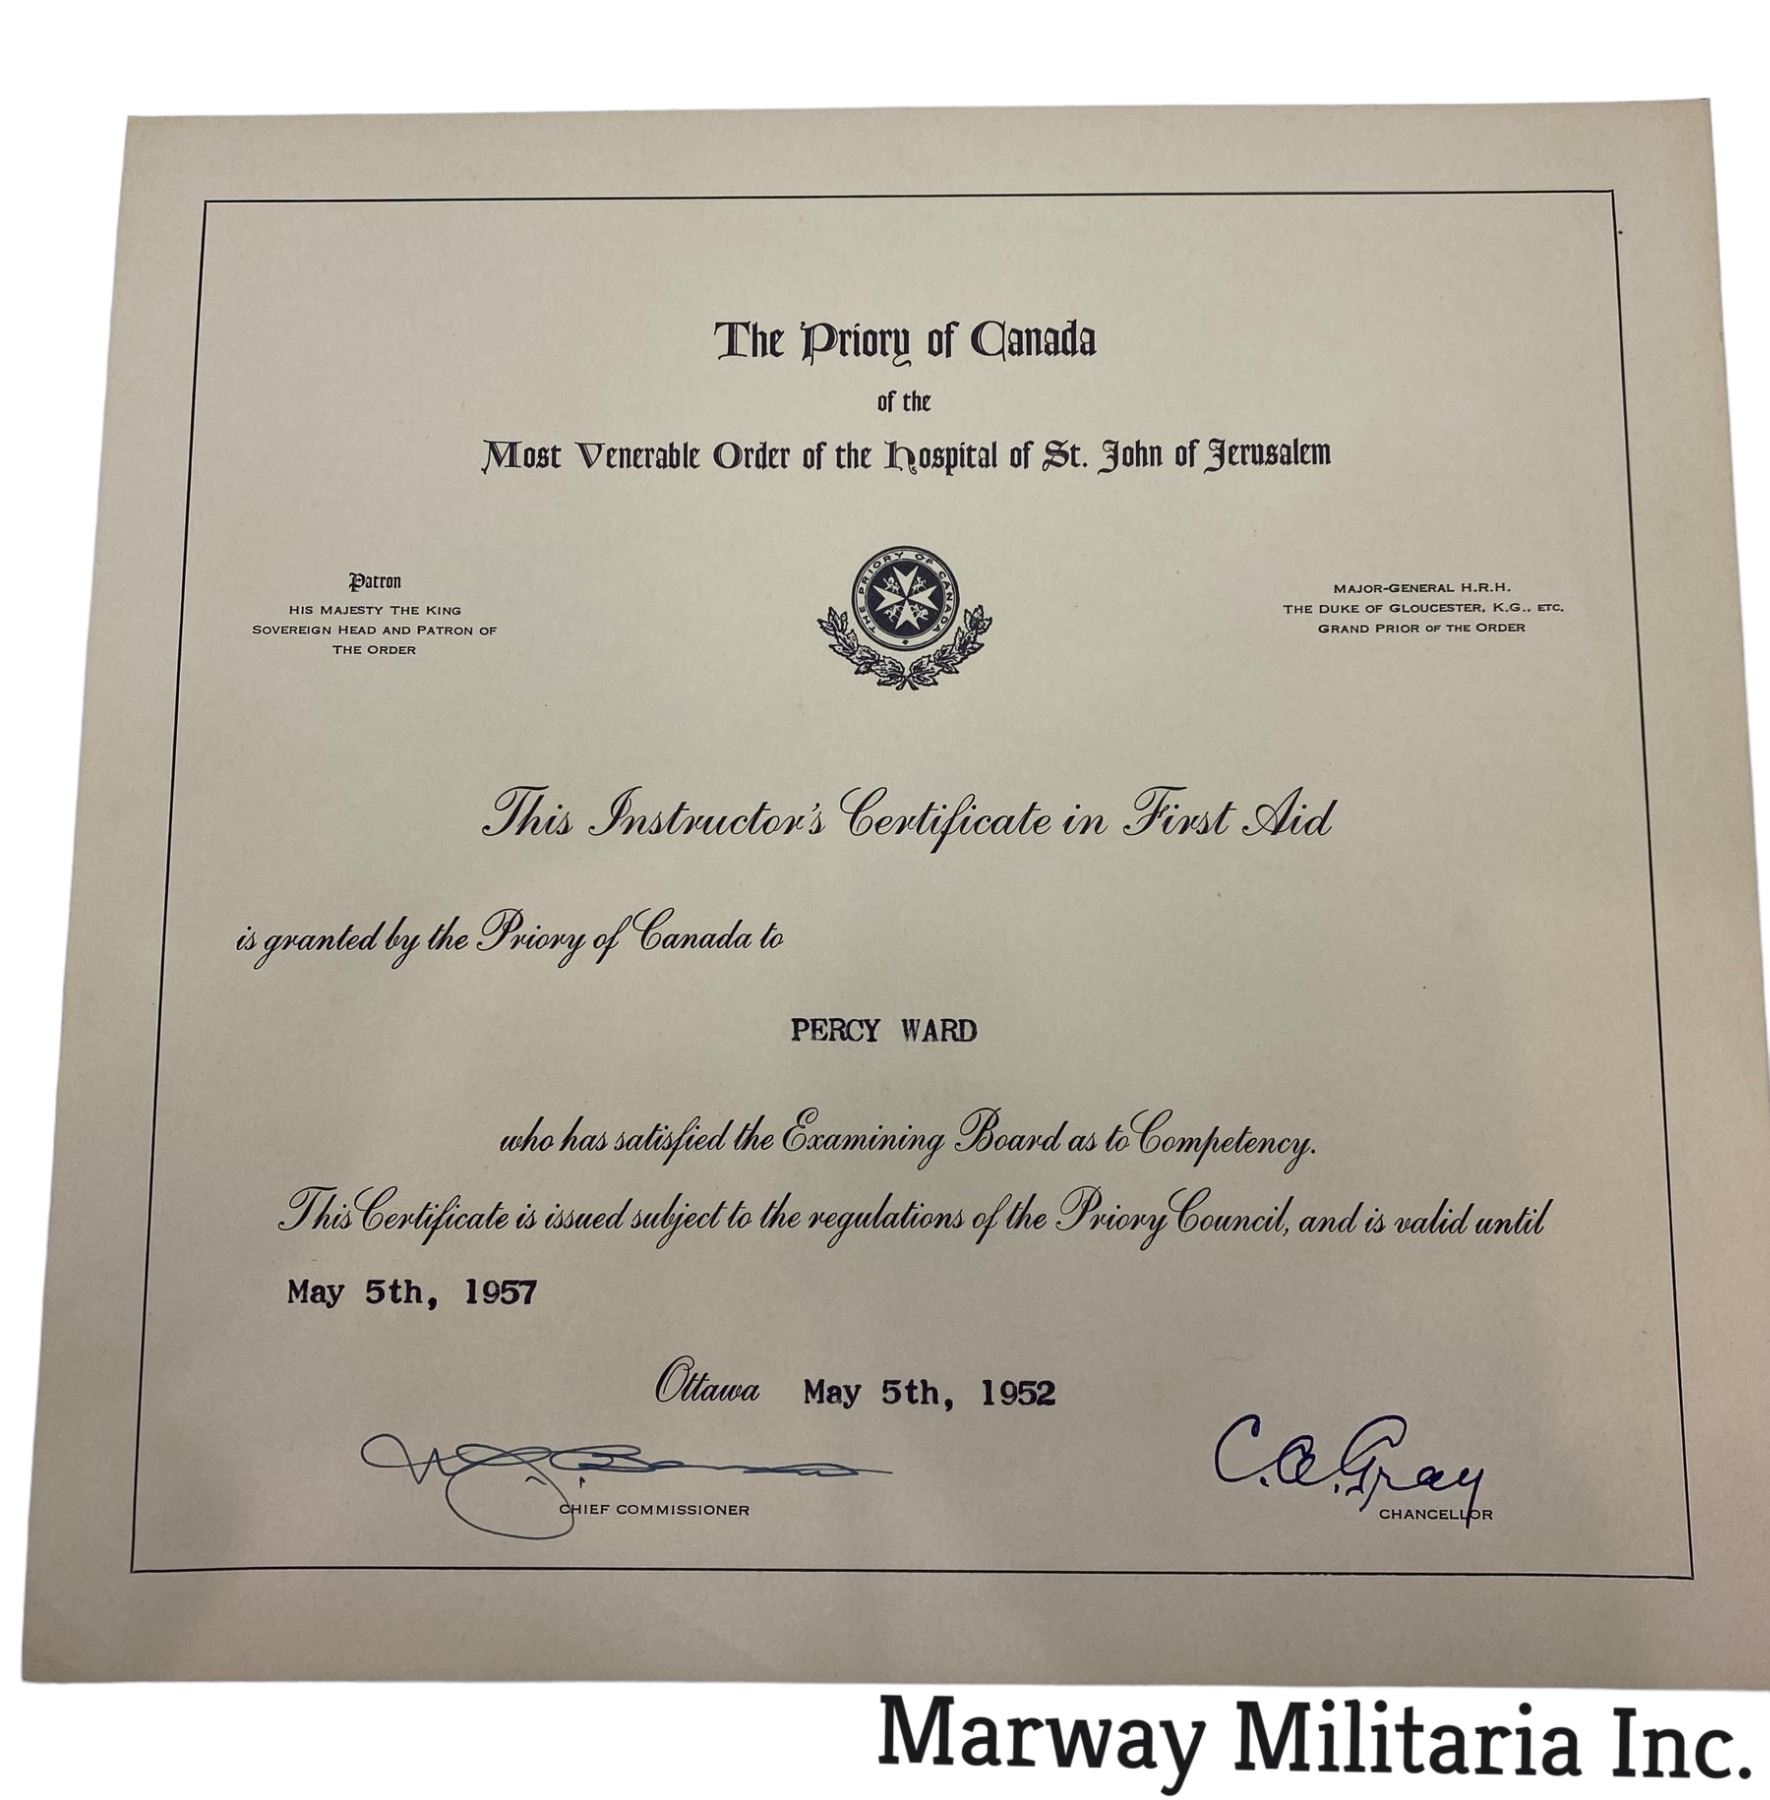 The Priory of Canada
of the
Most Venerable Order of the Hospital of St. John of Jerusalem
THE PRIORY OF CANADA
Patron
HIS MAJESTY THE KING
SOVEREIGN HEAD AND PATRON OF
THE ORDER
MAJOR-GENERAL H.R.H.
THE DUKE OF GLOUCESTER, K.G., ETC.
GRAND PRIOR OF THE ORDER
This Instructor's Certificate in First Aid
is granted by the Priory of Canada to
PERCY WARD
who has satisfied the Examining Board as to Competency.
This Certificate is issued subject to the regulations of the Priory Council, and is valid until
May 5th, 1957
Ottawa May 5th, 1952
CHIEF COMMISSIONER
C. A. Gray
CHANCELLOR
Marway Militaria Inc.